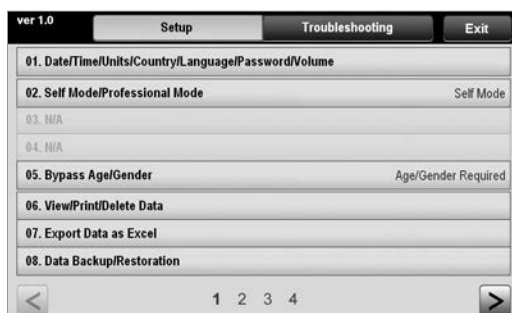 ver 1.0
Setup
Troubleshooting
Exit
01. Date/Time/Units/Country/Language/Password/Volume
02. Self Mode/Professional Mode Self Mode
03. N/A
04. N/A
05. Bypass Age/Gender Age/Gender Required
06. View/Print/Delete Data
07. Export Data as Excel
08. Data Backup/Restoration
< 1 2 3 4 >